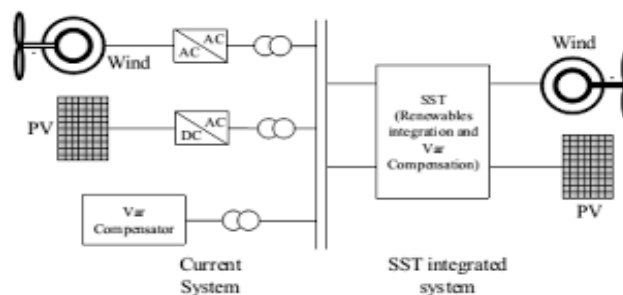 Wind
AC
AC
PV
AC
DC
Var
Compensator
Current
System
SST
(Renewables
integration and
Var
Compensation)
Wind
PV
SST integrated
system